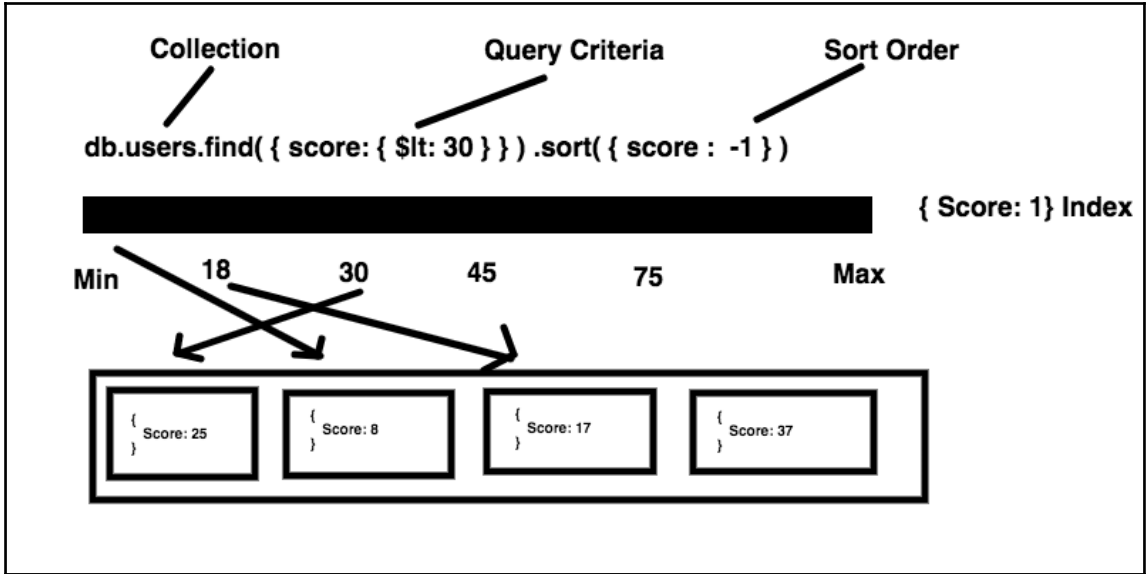 Collection Query Criteria Sort Order
db.users.find( { score: { $lt: 30 } } ) .sort( { score : -1 } )
{ Score: 1} Index
Min 18 30 45 75 Max
{
Score: 25
}
{
Score: 8
}
{
Score: 17
}
{
Score: 37
}